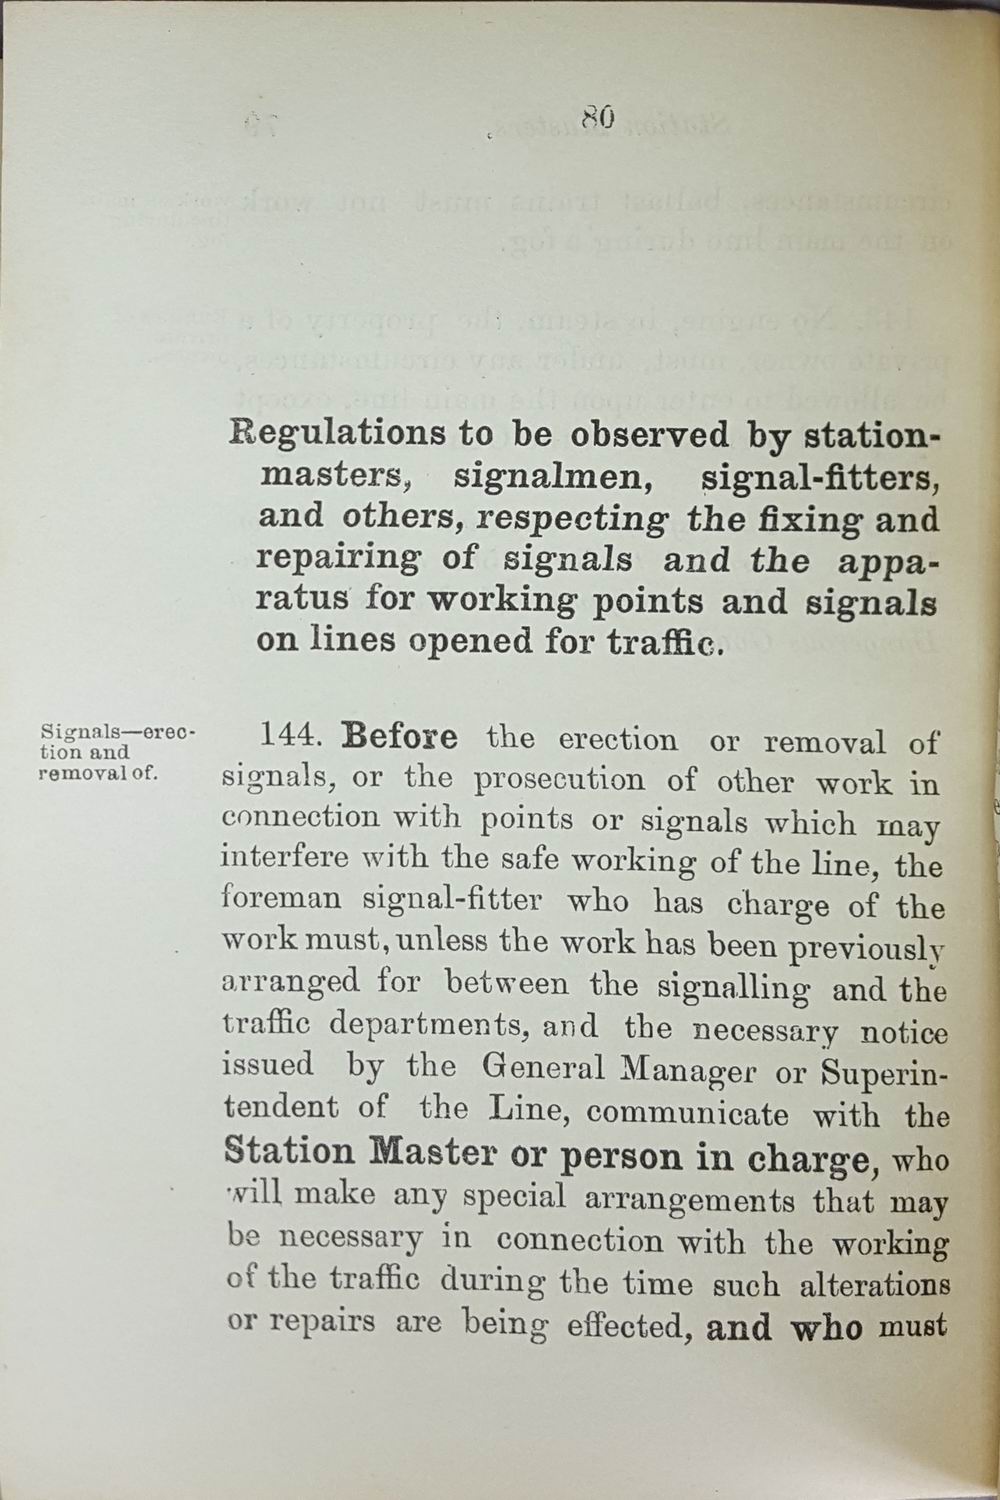 80
Regulations to be observed by station-
masters, signalmen, signal-fitters,
and others, respecting the fixing and
repairing of signals and the appa-
ratus for working points and signals
on lines opened for traffic.
Signals—erec-
tion and
removal of.
144. Before the erection or removal of
signals, or the prosecution of other work in
connection with points or signals which may
interfere with the safe working of the line, the
foreman signal-fitter who has charge of the
work must, unless the work has been previously
arranged for between the signalling and the
traffic departments, and the necessary notice
issued by the General Manager or Superin-
tendent of the Line, communicate with the
Station Master or person in charge, who
will make any special arrangements that may
be necessary in connection with the working
of the traffic during the time such alterations
or repairs are being effected, and who must